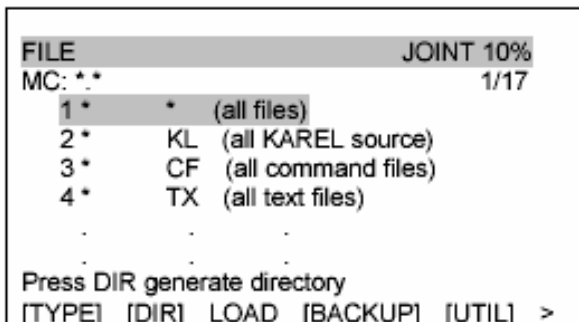 FILE JOINT 10%
MC: *.* 1/17
1 * * (all files)
2 * KL (all KAREL source)
3 * CF (all command files)
4 * TX (all text files)
. . .
. . .
Press DIR generate directory
[TYPE] [DIR] LOAD [BACKUP] [UTIL] >